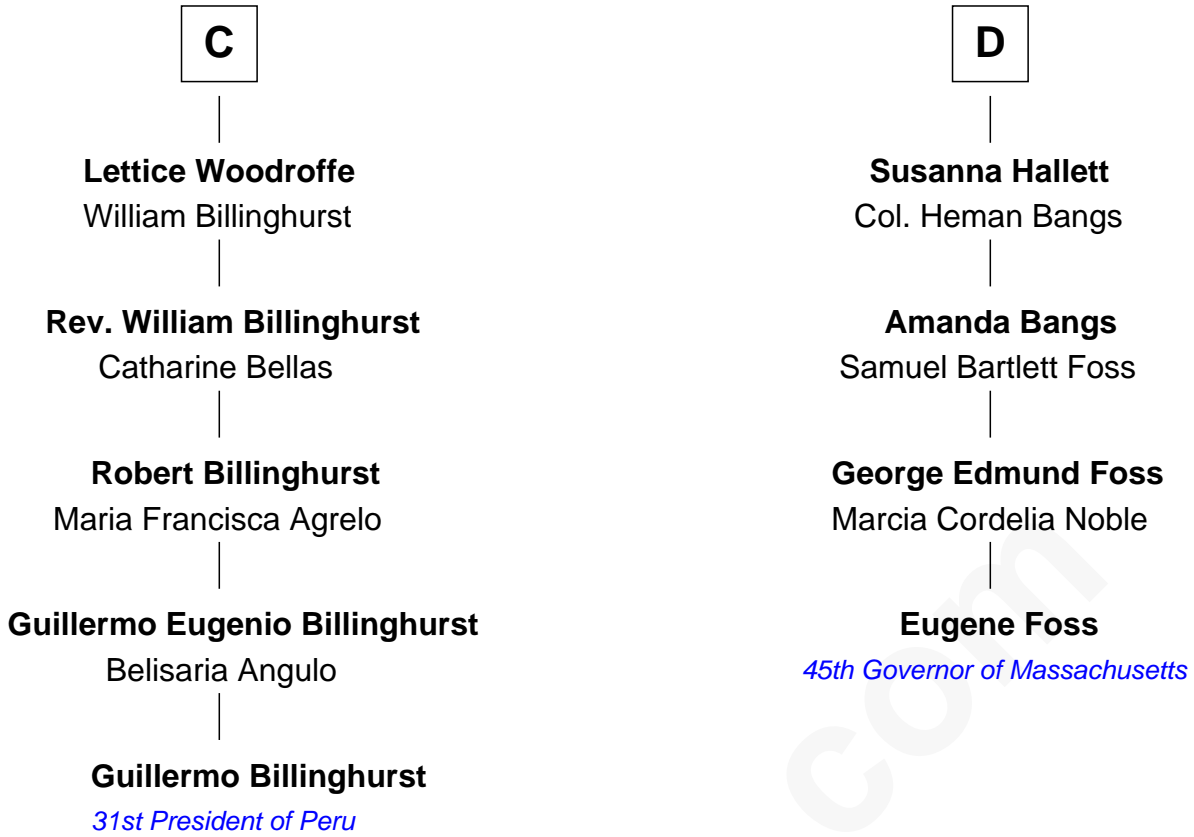 C
Lettice Woodroffe
William Billinghurst
Rev. William Billinghurst
Catharine Bellas
Robert Billinghurst
Maria Francisca Agrelo
Guillermo Eugenio Billinghurst
Belisaria Angulo
Guillermo Billinghurst
31st President of Peru
D
Susanna Hallett
Col. Heman Bangs
Amanda Bangs
Samuel Bartlett Foss
George Edmund Foss
Marcia Cordelia Noble
Eugene Foss
45th Governor of Massachusetts
com